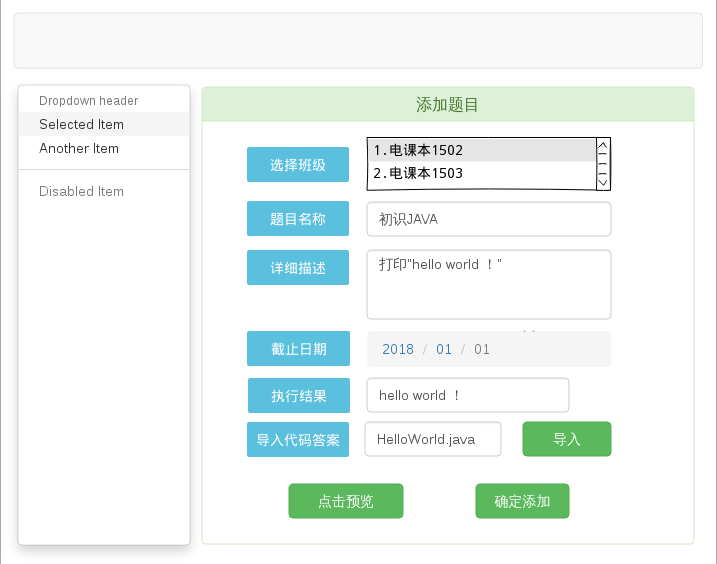 Dropdown header
Selected Item
Another Item
Disabled Item
添加题目
选择班级
1.电课本1502
2.电课本1503
题目名称
初识JAVA
详细描述
打印"hello world ！"
截止日期
2018 / 01 / 01
执行结果
hello world ！
导入代码答案
HelloWorld.java
导入
点击预览
确定添加